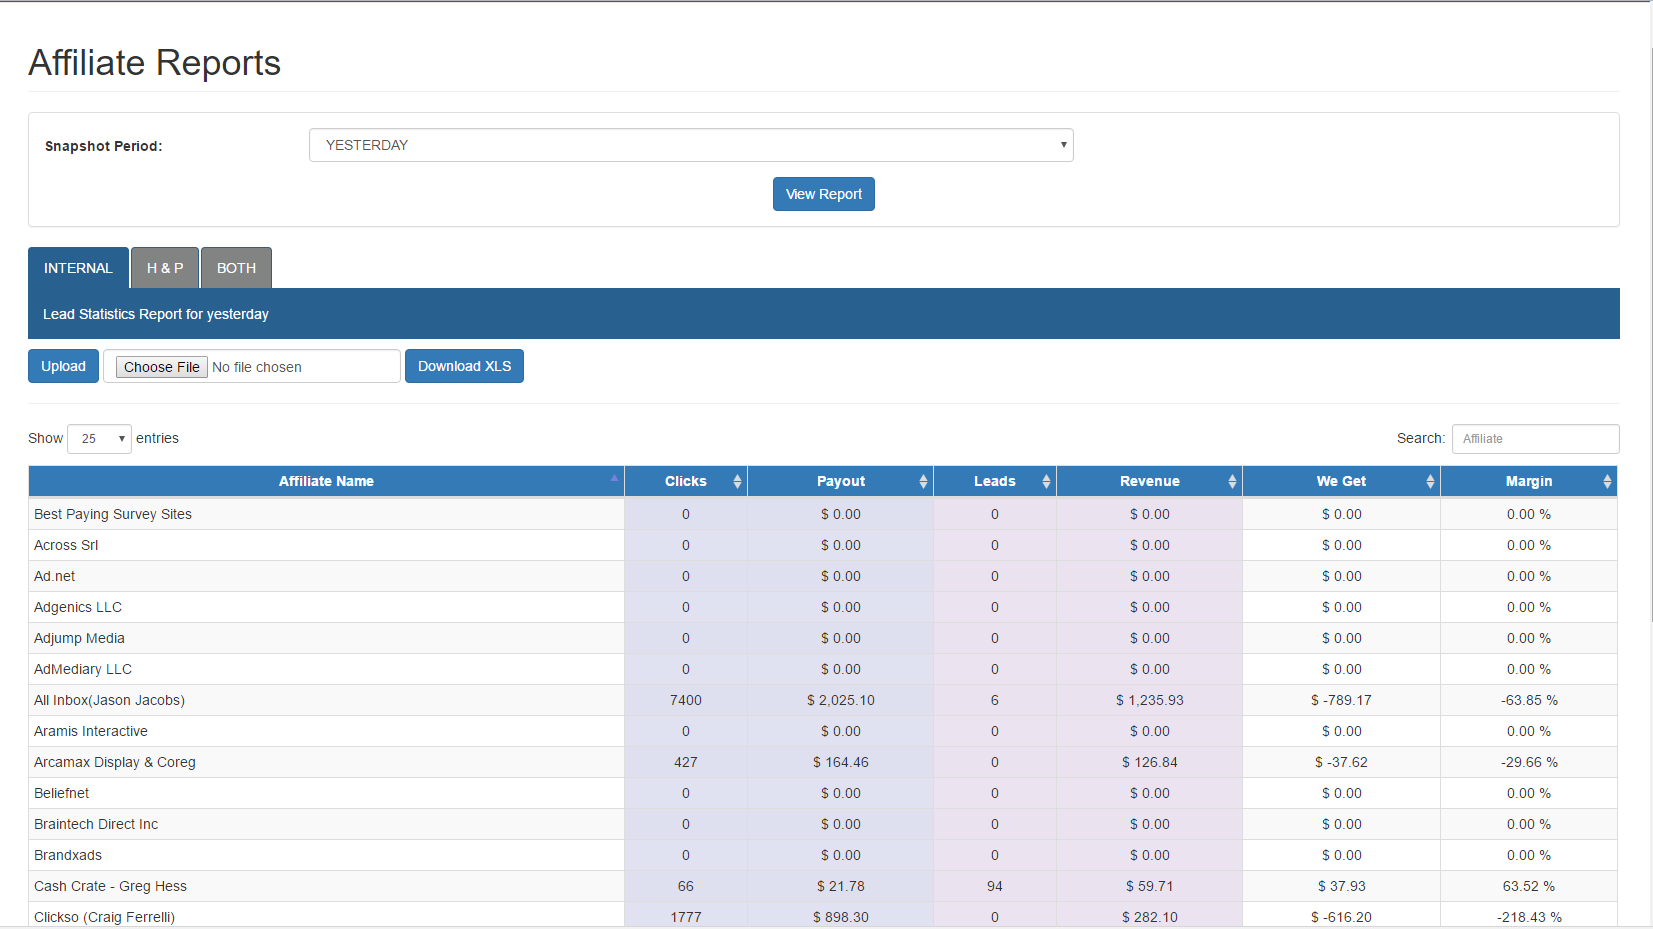 Affiliate Reports
Snapshot Period: YESTERDAY
View Report
INTERNAL H & P BOTH
Lead Statistics Report for yesterday
Upload Choose File No file chosen Download XLS
Show 25 entries Search: Affiliate
Affiliate Name Clicks Payout Leads Revenue We Get Margin
Best Paying Survey Sites 0 $ 0.00 0 $ 0.00 $ 0.00 0.00 %
Across Srl 0 $ 0.00 0 $ 0.00 $ 0.00 0.00 %
Ad.net 0 $ 0.00 0 $ 0.00 $ 0.00 0.00 %
Adgenics LLC 0 $ 0.00 0 $ 0.00 $ 0.00 0.00 %
Adjump Media 0 $ 0.00 0 $ 0.00 $ 0.00 0.00 %
AdMediary LLC 0 $ 0.00 0 $ 0.00 $ 0.00 0.00 %
All Inbox(Jason Jacobs) 7400 $ 2,025.10 6 $ 1,235.93 $ -789.17 -63.85 %
Aramis Interactive 0 $ 0.00 0 $ 0.00 $ 0.00 0.00 %
Arcamax Display & Coreg 427 $ 164.46 0 $ 126.84 $ -37.62 -29.66 %
Beliefnet 0 $ 0.00 0 $ 0.00 $ 0.00 0.00 %
Braintech Direct Inc 0 $ 0.00 0 $ 0.00 $ 0.00 0.00 %
Brandxads 0 $ 0.00 0 $ 0.00 $ 0.00 0.00 %
Cash Crate - Greg Hess 66 $ 21.78 94 $ 59.71 $ 37.93 63.52 %
Clickso (Craig Ferrelli) 1777 $ 898.30 0 $ 282.10 $ -616.20 -218.43 %